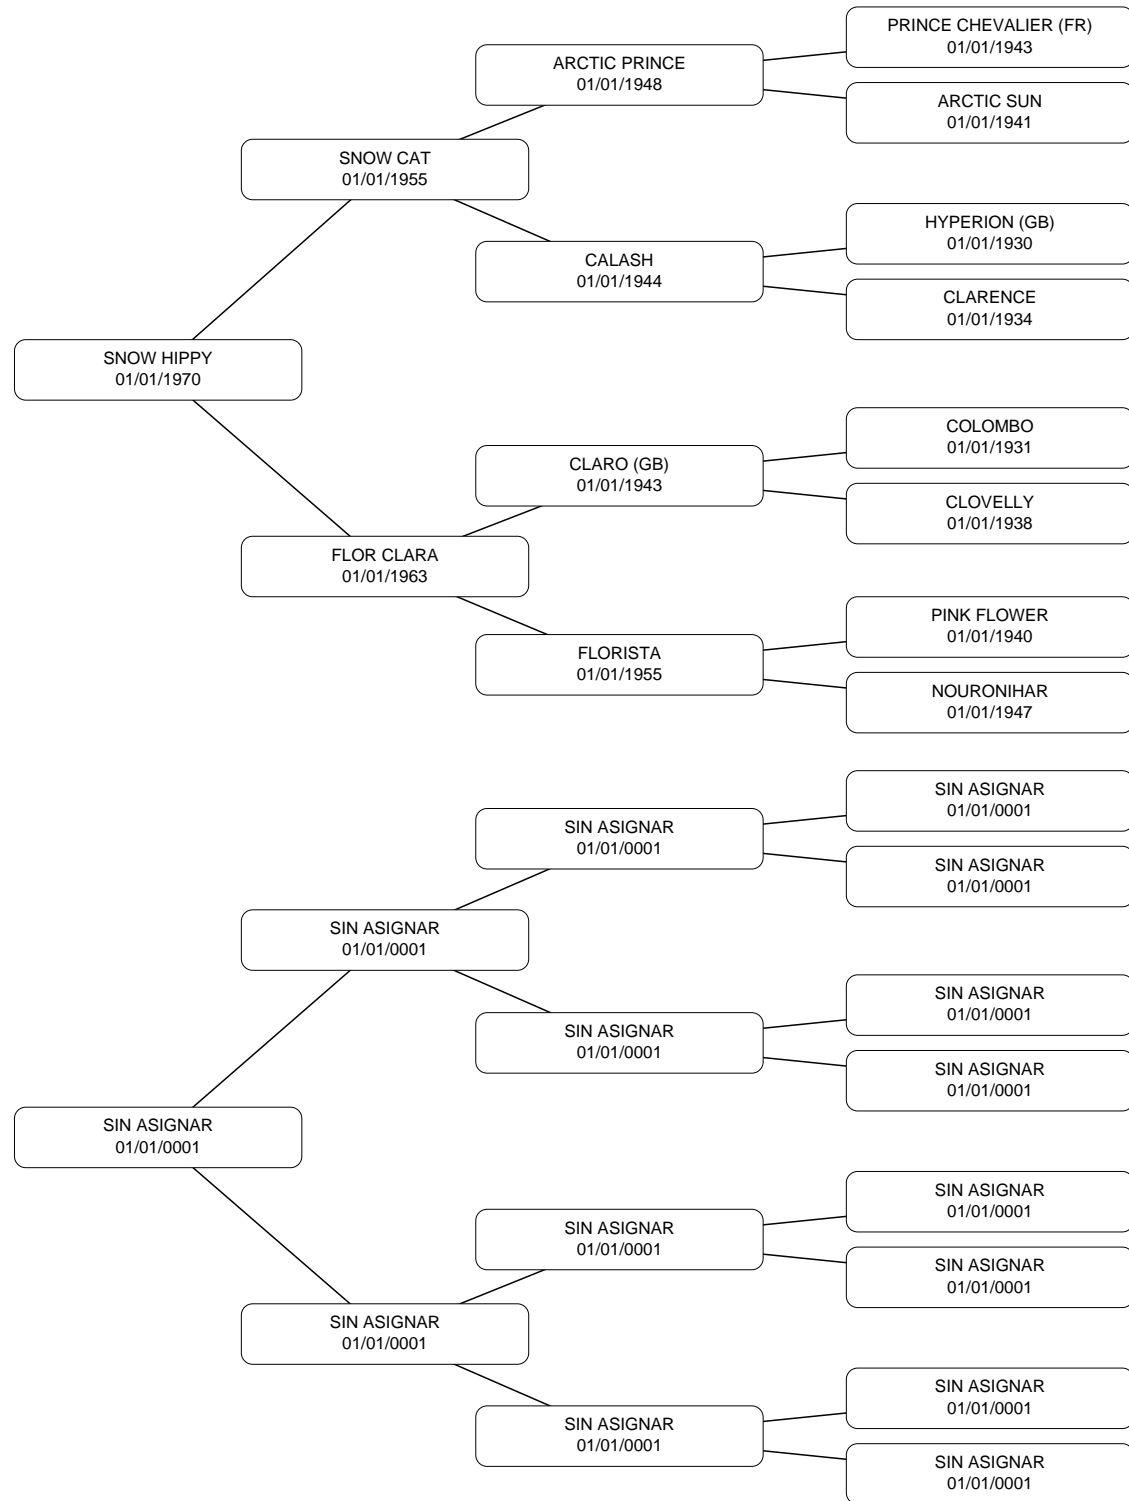 PRINCE CHEVALIER (FR)
01/01/1943
ARCTIC PRINCE
01/01/1948
ARCTIC SUN
01/01/1941
SNOW CAT
01/01/1955
HYPERION (GB)
01/01/1930
CALASH
01/01/1944
CLARENCE
01/01/1934
SNOW HIPPY
01/01/1970
COLOMBO
01/01/1931
CLARO (GB)
01/01/1943
CLOVELLY
01/01/1938
FLOR CLARA
01/01/1963
PINK FLOWER
01/01/1940
FLORISTA
01/01/1955
NOURONIHAR
01/01/1947
SIN ASIGNAR
01/01/0001
SIN ASIGNAR
01/01/0001
SIN ASIGNAR
01/01/0001
SIN ASIGNAR
01/01/0001
SIN ASIGNAR
01/01/0001
SIN ASIGNAR
01/01/0001
SIN ASIGNAR
01/01/0001
SIN ASIGNAR
01/01/0001
SIN ASIGNAR
01/01/0001
SIN ASIGNAR
01/01/0001
SIN ASIGNAR
01/01/0001
SIN ASIGNAR
01/01/0001
SIN ASIGNAR
01/01/0001
SIN ASIGNAR
01/01/0001
SIN ASIGNAR
01/01/0001